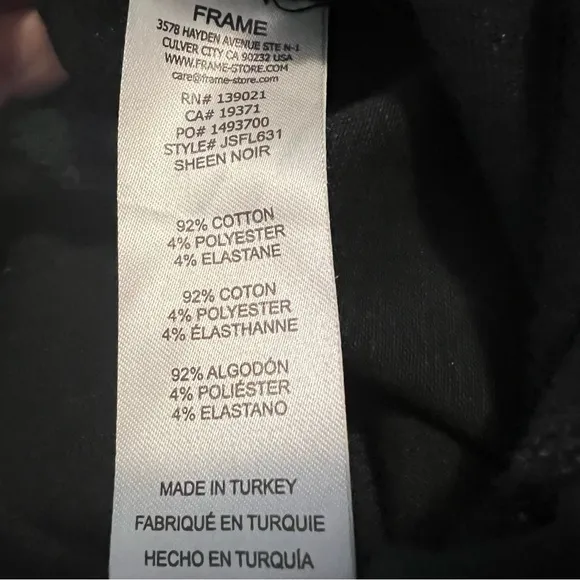 FRAME
3578 HAYDEN AVENUE STE N-1
CULVER CITY CA 90232 USA
WWW.FRAME-STORE.COM
care@frame-store.com
RN# 139021
CA# 19371
PO# 1493700
STYLE# JSFL631
SHEEN NOIR
92% COTTON
4% POLYESTER
4% ELASTANE
92% COTON
4% POLYESTER
4% ÉLASTHANNE
92% ALGODÓN
4% POLIÉSTER
4% ELASTANO
MADE IN TURKEY
FABRIQUÉ EN TURQUIE
HECHO EN TURQUÍA